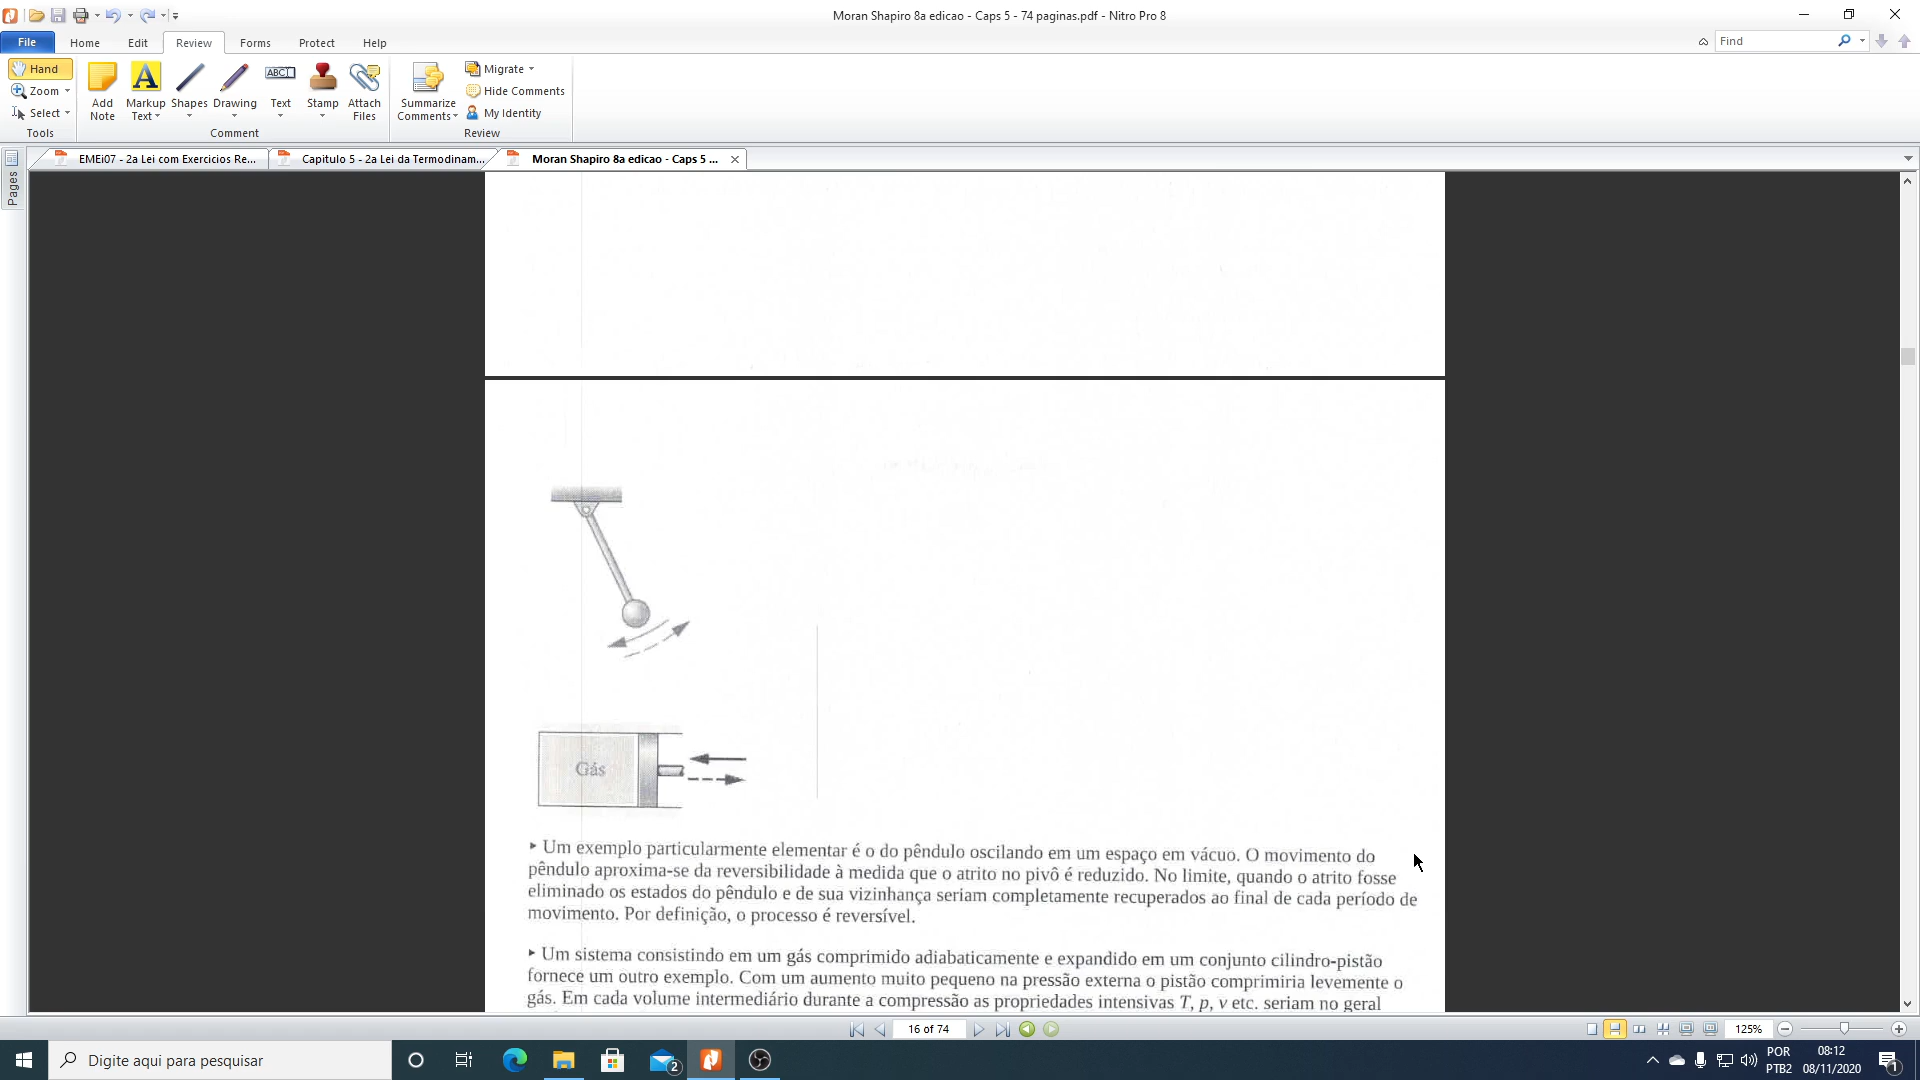 Moran Shapiro 8a edicao - Caps 5 - 74 paginas.pdf - Nitro Pro 8
File Home Edit Review Forms Protect Help
Find
Hand
Zoom
Select
Tools
Add Note
Markup Text
Shapes
Drawing
Text
Stamp
Attach Files
Comment
Summarize Comments
Migrate
Hide Comments
My Identity
Review
EMEi07 - 2a Lei com Exercicios Re...
Capitulo 5 - 2a Lei da Termodinam...
Moran Shapiro 8a edicao - Caps 5 ...
Pages
Gás
▸ Um exemplo particularmente elementar é o do pêndulo oscilando em um espaço em vácuo. O movimento do
pêndulo aproxima-se da reversibilidade à medida que o atrito no pivô é reduzido. No limite, quando o atrito fosse
eliminado os estados do pêndulo e de sua vizinhança seriam completamente recuperados ao final de cada período de
movimento. Por definição, o processo é reversível.
▸ Um sistema consistindo em um gás comprimido adiabaticamente e expandido em um conjunto cilindro-pistão
fornece um outro exemplo. Com um aumento muito pequeno na pressão externa o pistão comprimiria levemente o
gás. Em cada volume intermediário durante a compressão as propriedades intensivas T, p, v etc. seriam no geral
16 of 74
125%
Digite aqui para pesquisar
2
POR
PTB2
08:12
08/11/2020
1